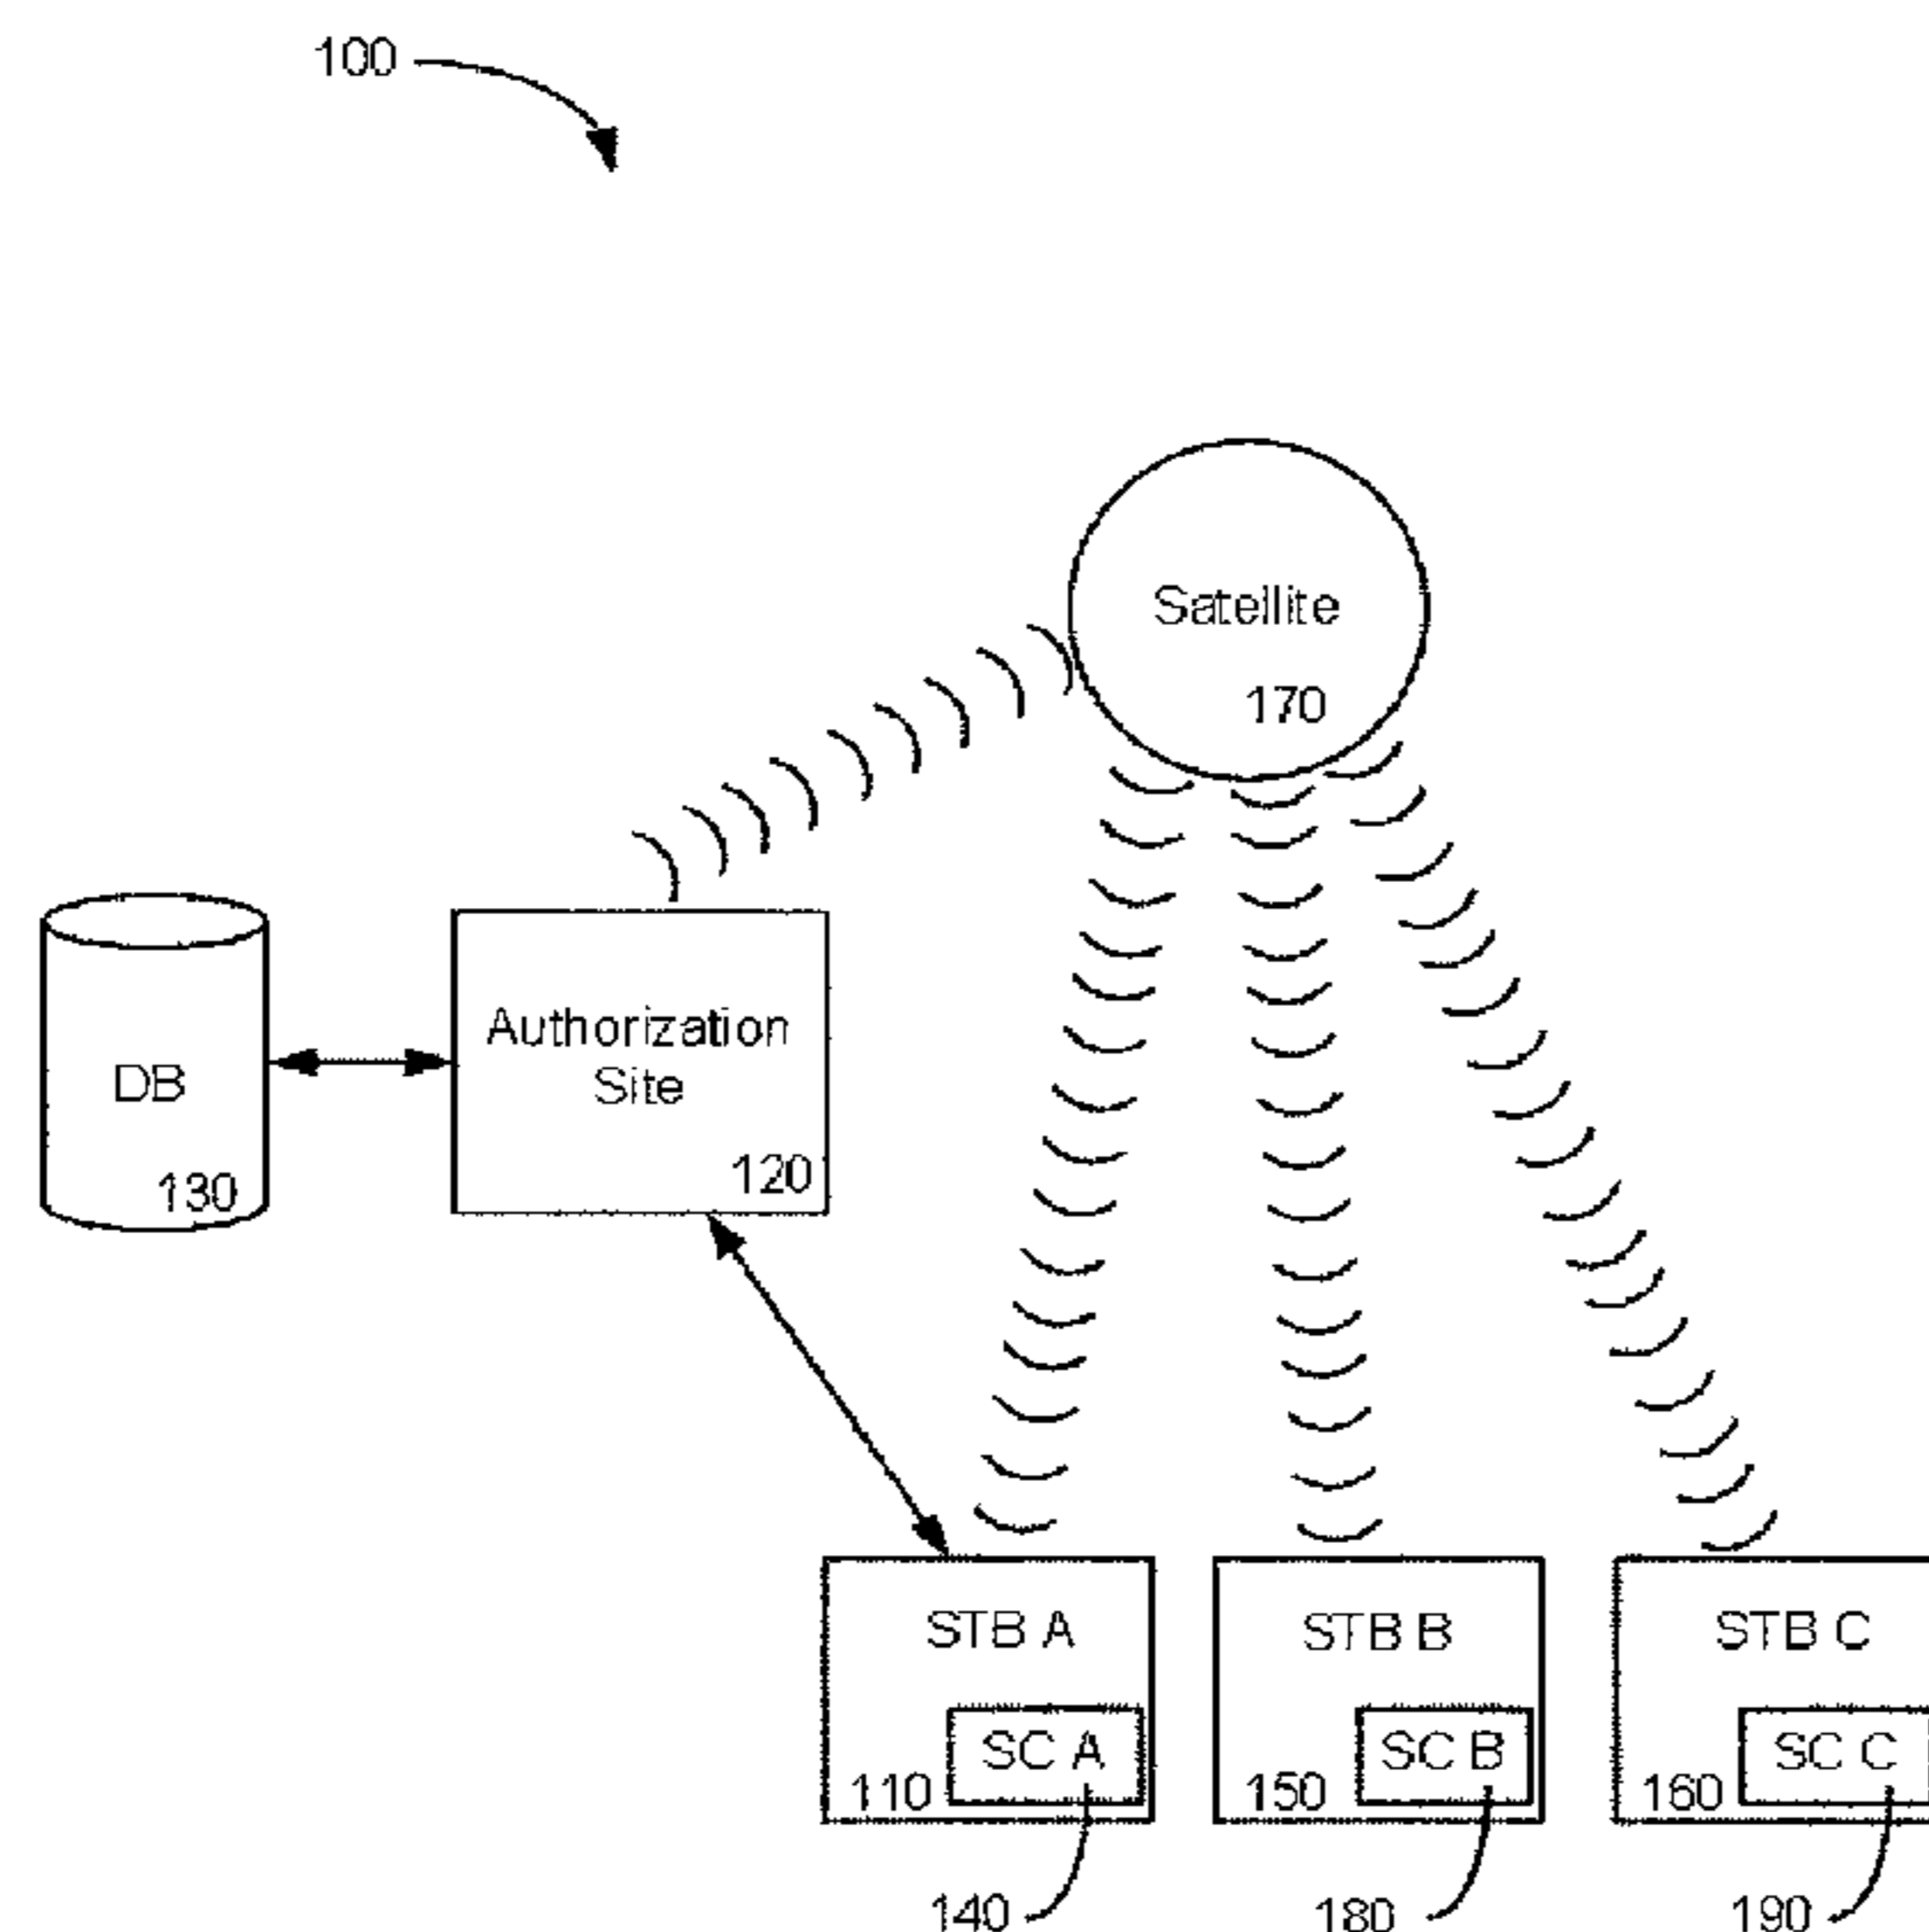 100
Satellite
170
Authorization
Site
120
DB
130
STB A
SC A
110
140
STB B
SC B
150
180
STB C
SC C
160
190